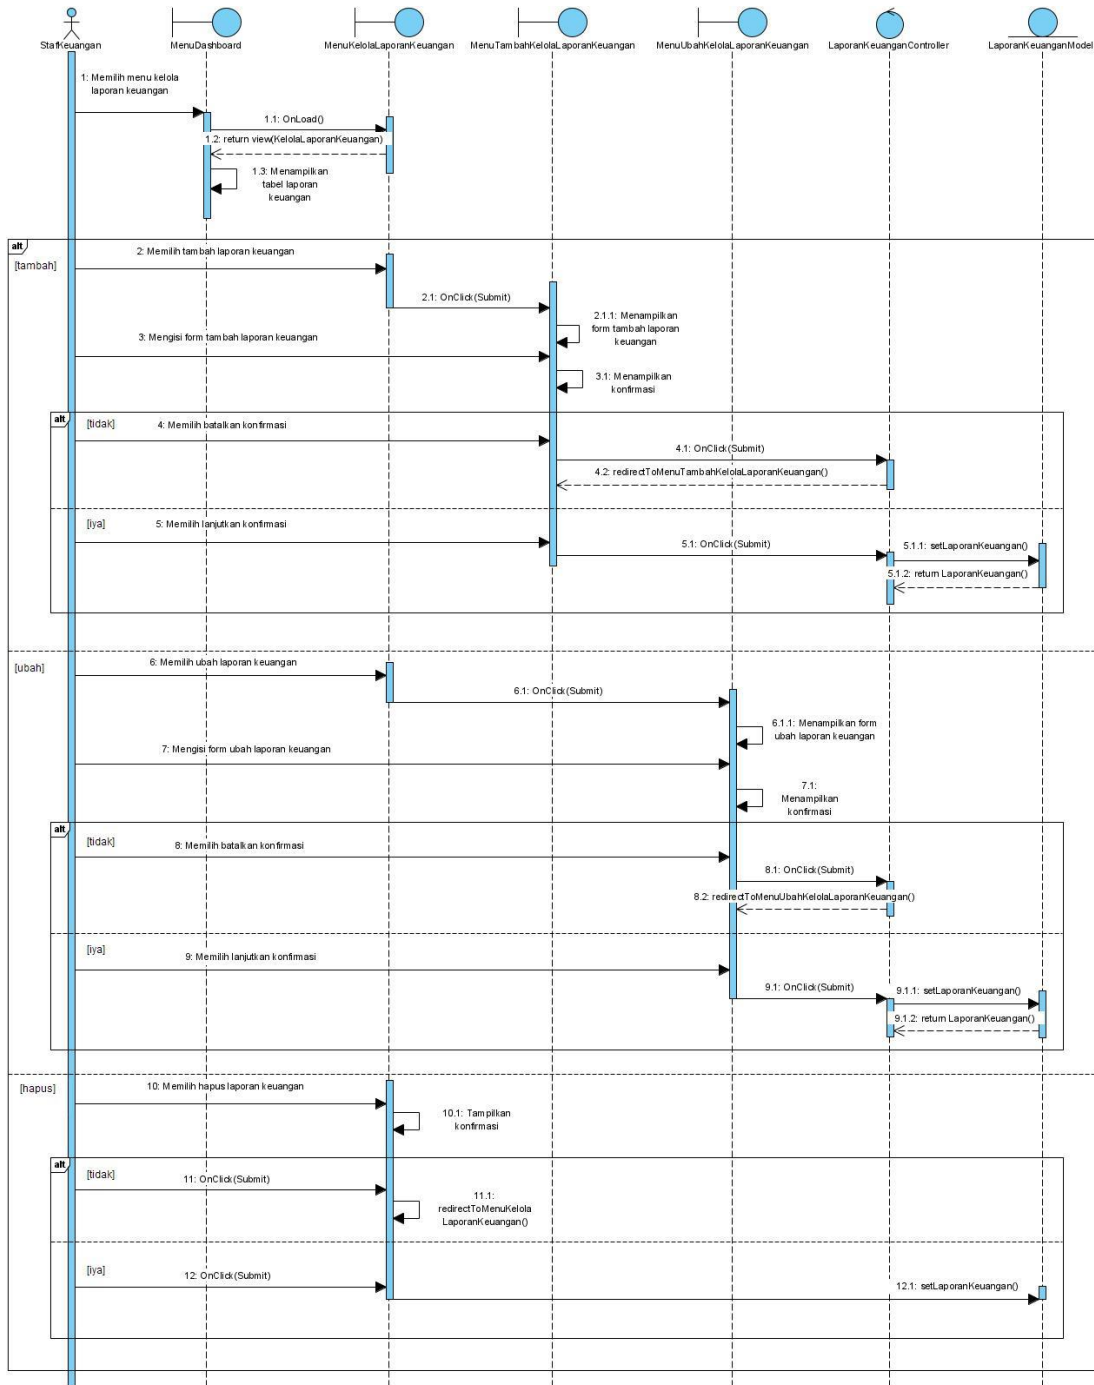 StafKeuangan
MenuDashboard
MenuKelolaLaporanKeuangan
MenuTambahKelolaLaporanKeuangan
MenuUbahKelolaLaporanKeuangan
LaporanKeuanganController
LaporanKeuanganModel
1: Memilih menu kelola
laporan keuangan
1.1: OnLoad()
1.2: return view(KelolaLaporanKeuangan)
1.3: Menampilkan
tabel laporan
keuangan
alt
[tambah]
2: Memilih tambah laporan keuangan
2.1: OnClick(Submit)
2.1.1: Menampilkan
form tambah laporan
keuangan
3: Mengisi form tambah laporan keuangan
3.1: Menampilkan
konfirmasi
alt
[tidak]
4: Memilih batalkan konfirmasi
4.1: OnClick(Submit)
4.2: redirectToMenuTambahKelolaLaporanKeuangan()
[iya]
5: Memilih lanjutkan konfirmasi
5.1: OnClick(Submit)
5.1.1: setLaporanKeuangan()
5.1.2: return LaporanKeuangan()
[ubah]
6: Memilih ubah laporan keuangan
6.1: OnClick(Submit)
6.1.1: Menampilkan form
ubah laporan keuangan
7: Mengisi form ubah laporan keuangan
7.1:
Menampilkan
konfirmasi
alt
[tidak]
8: Memilih batalkan konfirmasi
8.1: OnClick(Submit)
8.2: redirectToMenuUbahKelolaLaporanKeuangan()
[iya]
9: Memilih lanjutkan konfirmasi
9.1: OnClick(Submit)
9.1.1: setLaporanKeuangan()
9.1.2: return LaporanKeuangan()
[hapus]
10: Memilih hapus laporan keuangan
10.1: Tampilkan
konfirmasi
alt
[tidak]
11: OnClick(Submit)
11.1:
redirectToMenuKelola
LaporanKeuangan()
[iya]
12: OnClick(Submit)
12.1: setLaporanKeuangan()